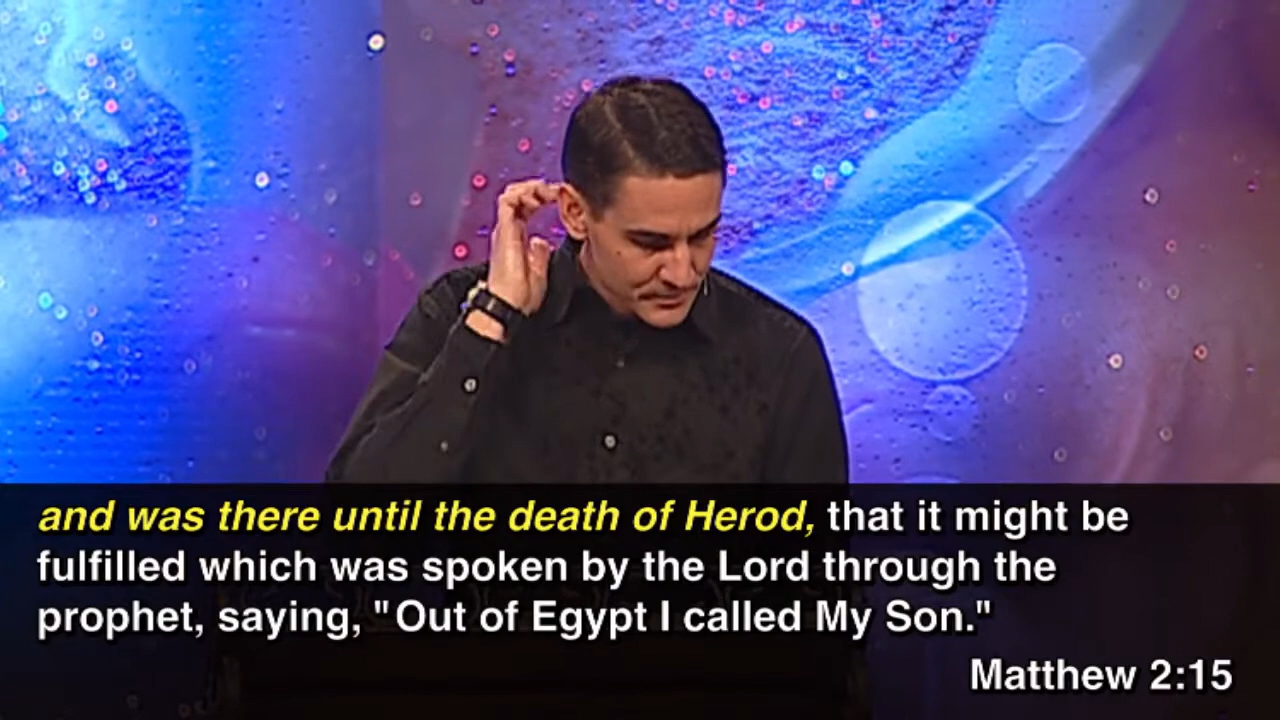 and was there until the death of Herod, that it might be
fulfilled which was spoken by the Lord through the
prophet, saying, "Out of Egypt I called My Son."
Matthew 2:15